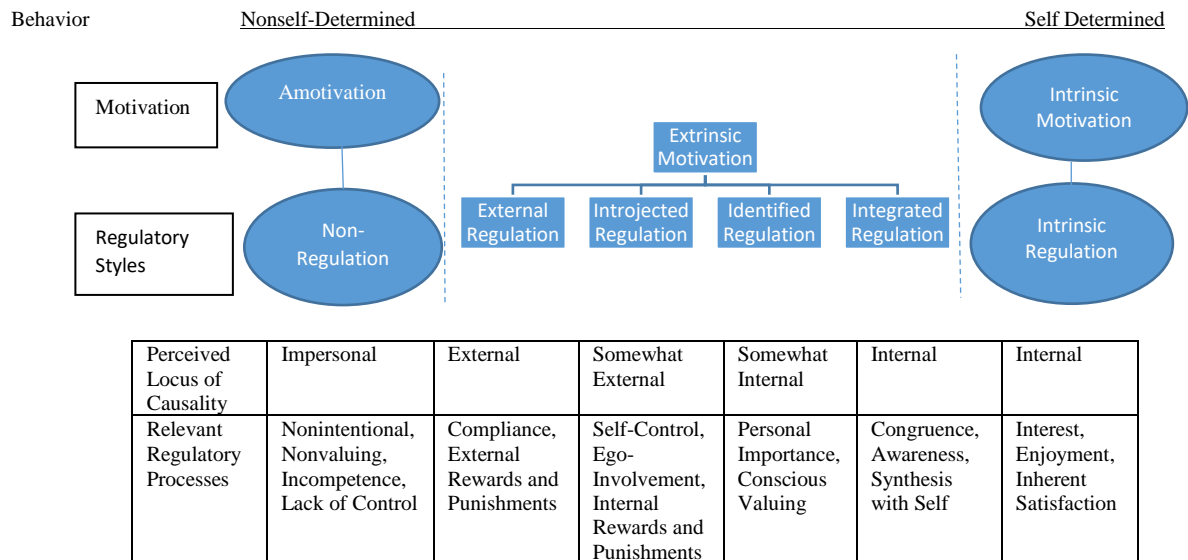 Behavior Nonself-Determined Self Determined
Motivation
Amotivation
Extrinsic
Motivation
Intrinsic
Motivation
Regulatory
Styles
Non-
Regulation
External
Regulation
Introjected
Regulation
Identified
Regulation
Integrated
Regulation
Intrinsic
Regulation
Perceived
Locus of
Causality
Impersonal
External
Somewhat
External
Somewhat
Internal
Internal
Internal
Relevant
Regulatory
Processes
Nonintentional,
Nonvaluing,
Incompetence,
Lack of Control
Compliance,
External
Rewards and
Punishments
Self-Control,
Ego-
Involvement,
Internal
Rewards and
Punishments
Personal
Importance,
Conscious
Valuing
Congruence,
Awareness,
Synthesis
with Self
Interest,
Enjoyment,
Inherent
Satisfaction